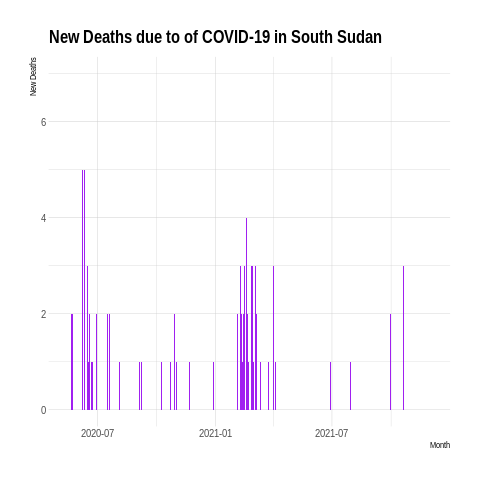 New Deaths due to of COVID-19 in South Sudan
New Deaths
6
4
2
0
2020-07
2021-01
2021-07
Month